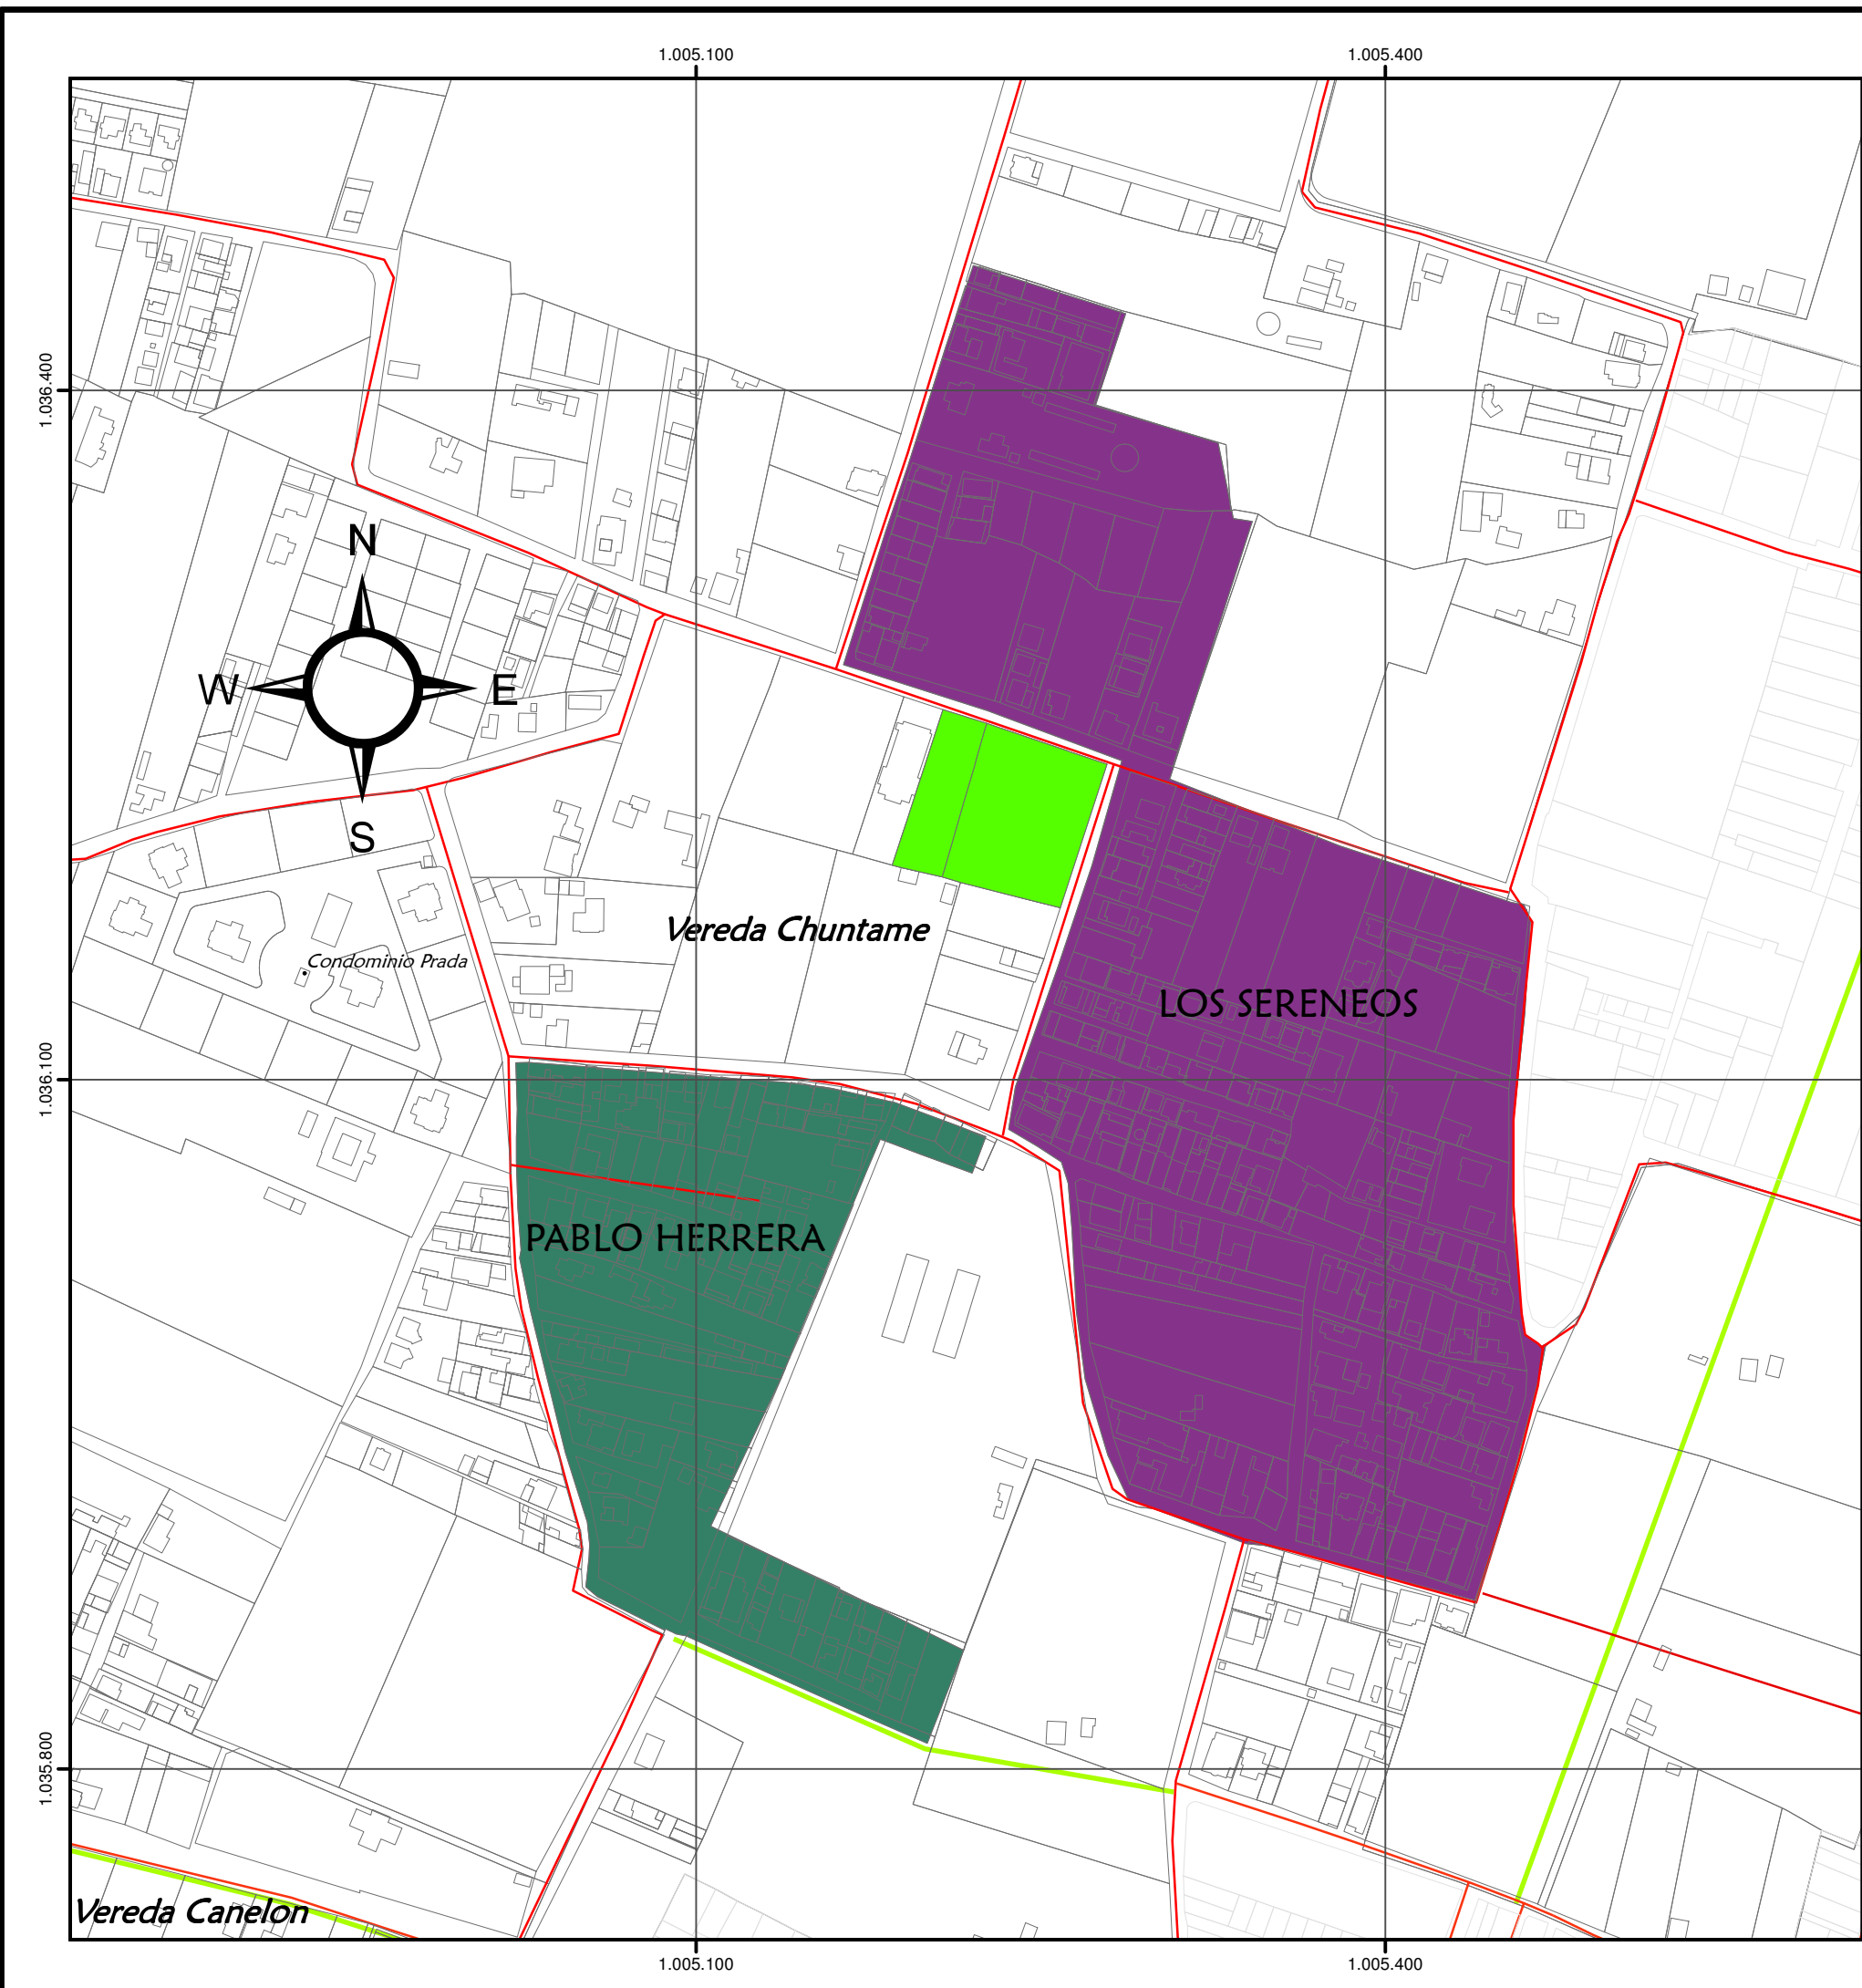 1.005.100
1.005.400
1.036.400
N
W
E
S
Vereda Chuntame
Condominio Prada
LOS SERENEOS
1.036.100
PABLO HERRERA
1.035.800
Vereda Canelon
1.005.100
1.005.400